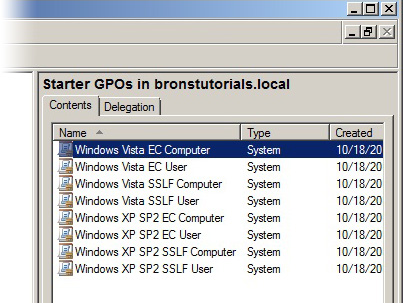 Starter GPOs in bronstutorials.local
Contents Delegation
Name Type Created
Windows Vista EC Computer System 10/18/20
Windows Vista EC User System 10/18/20
Windows Vista SSLF Computer System 10/18/20
Windows Vista SSLF User System 10/18/20
Windows XP SP2 EC Computer System 10/18/20
Windows XP SP2 EC User System 10/18/20
Windows XP SP2 SSLF Computer System 10/18/20
Windows XP SP2 SSLF User System 10/18/20